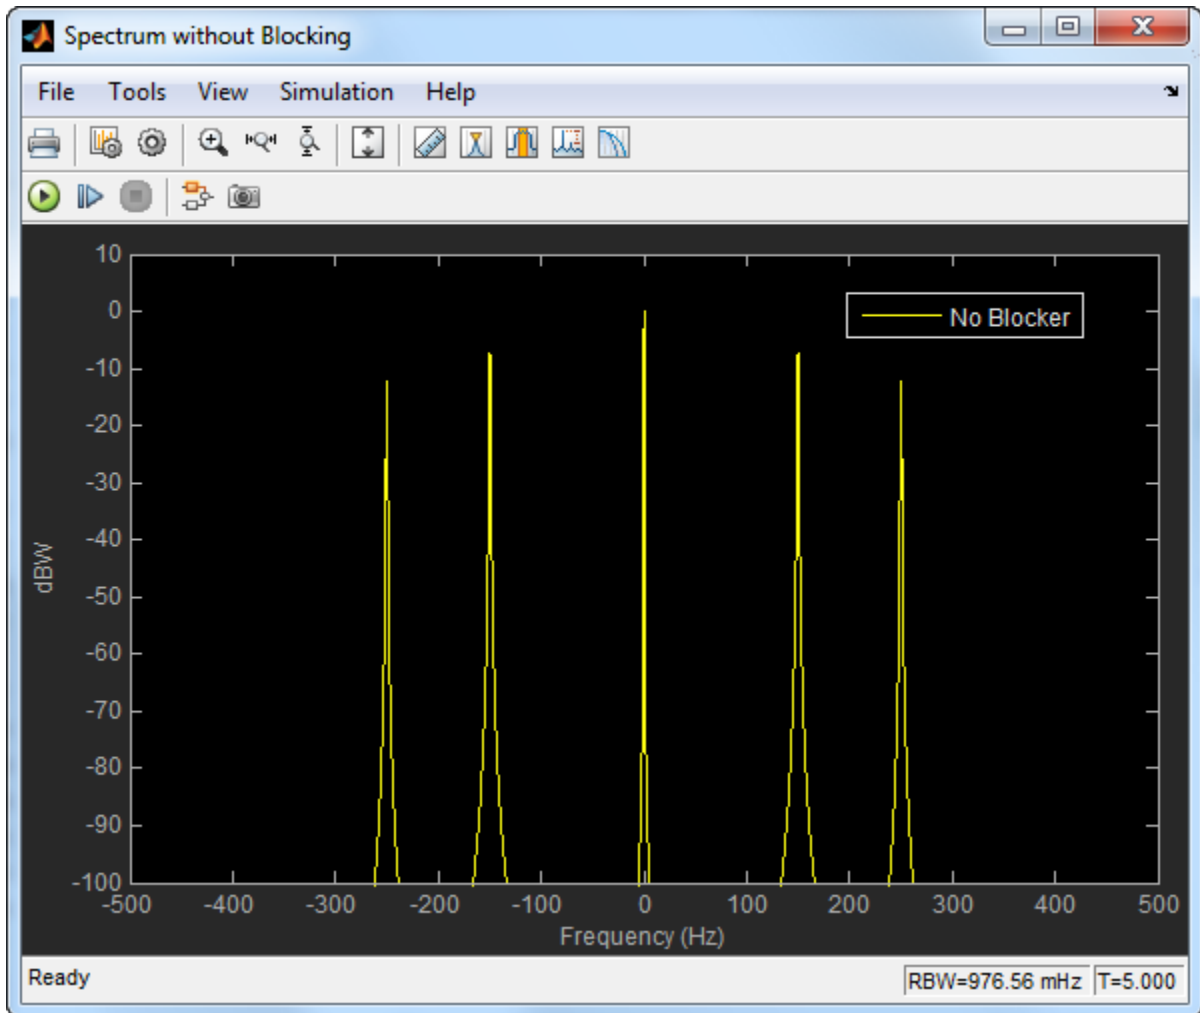 Spectrum without Blocking
File Tools View Simulation Help
10
0
-10
-20
-30
-40
-50
-60
-70
-80
-90
-100
dBW
No Blocker
-500 -400 -300 -200 -100 0 100 200 300 400 500
Frequency (Hz)
Ready RBW=976.56 mHz T=5.000